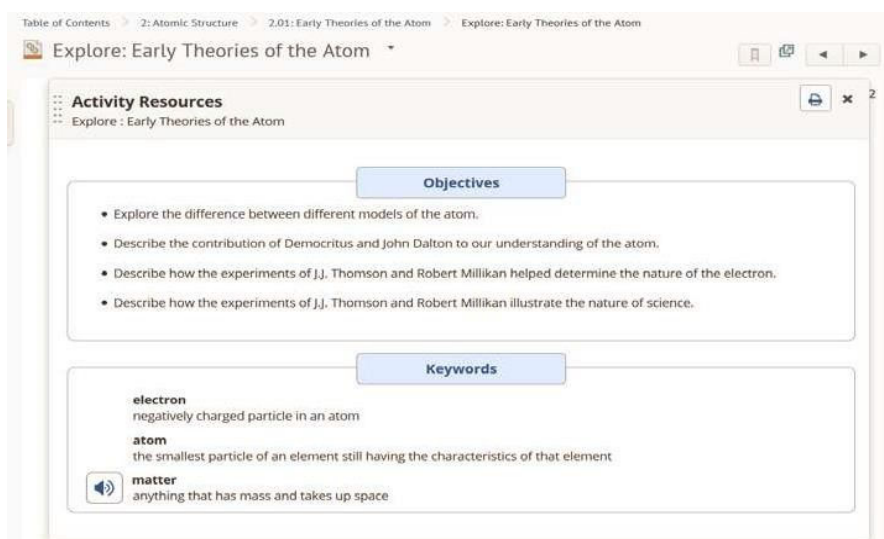 Table of Contents 2: Atomic Structure 2.01: Early Theories of the Atom Explore: Early Theories of the Atom
Explore: Early Theories of the Atom
Activity Resources
2
Explore : Early Theories of the Atom
Objectives
• Explore the difference between different models of the atom.
• Describe the contribution of Democritus and John Dalton to our understanding of the atom.
• Describe how the experiments of J.J. Thomson and Robert Millikan helped determine the nature of the electron.
• Describe how the experiments of J.J. Thomson and Robert Millikan illustrate the nature of science.
Keywords
electron
negatively charged particle in an atom
atom
the smallest particle of an element still having the characteristics of that element
matter
anything that has mass and takes up space